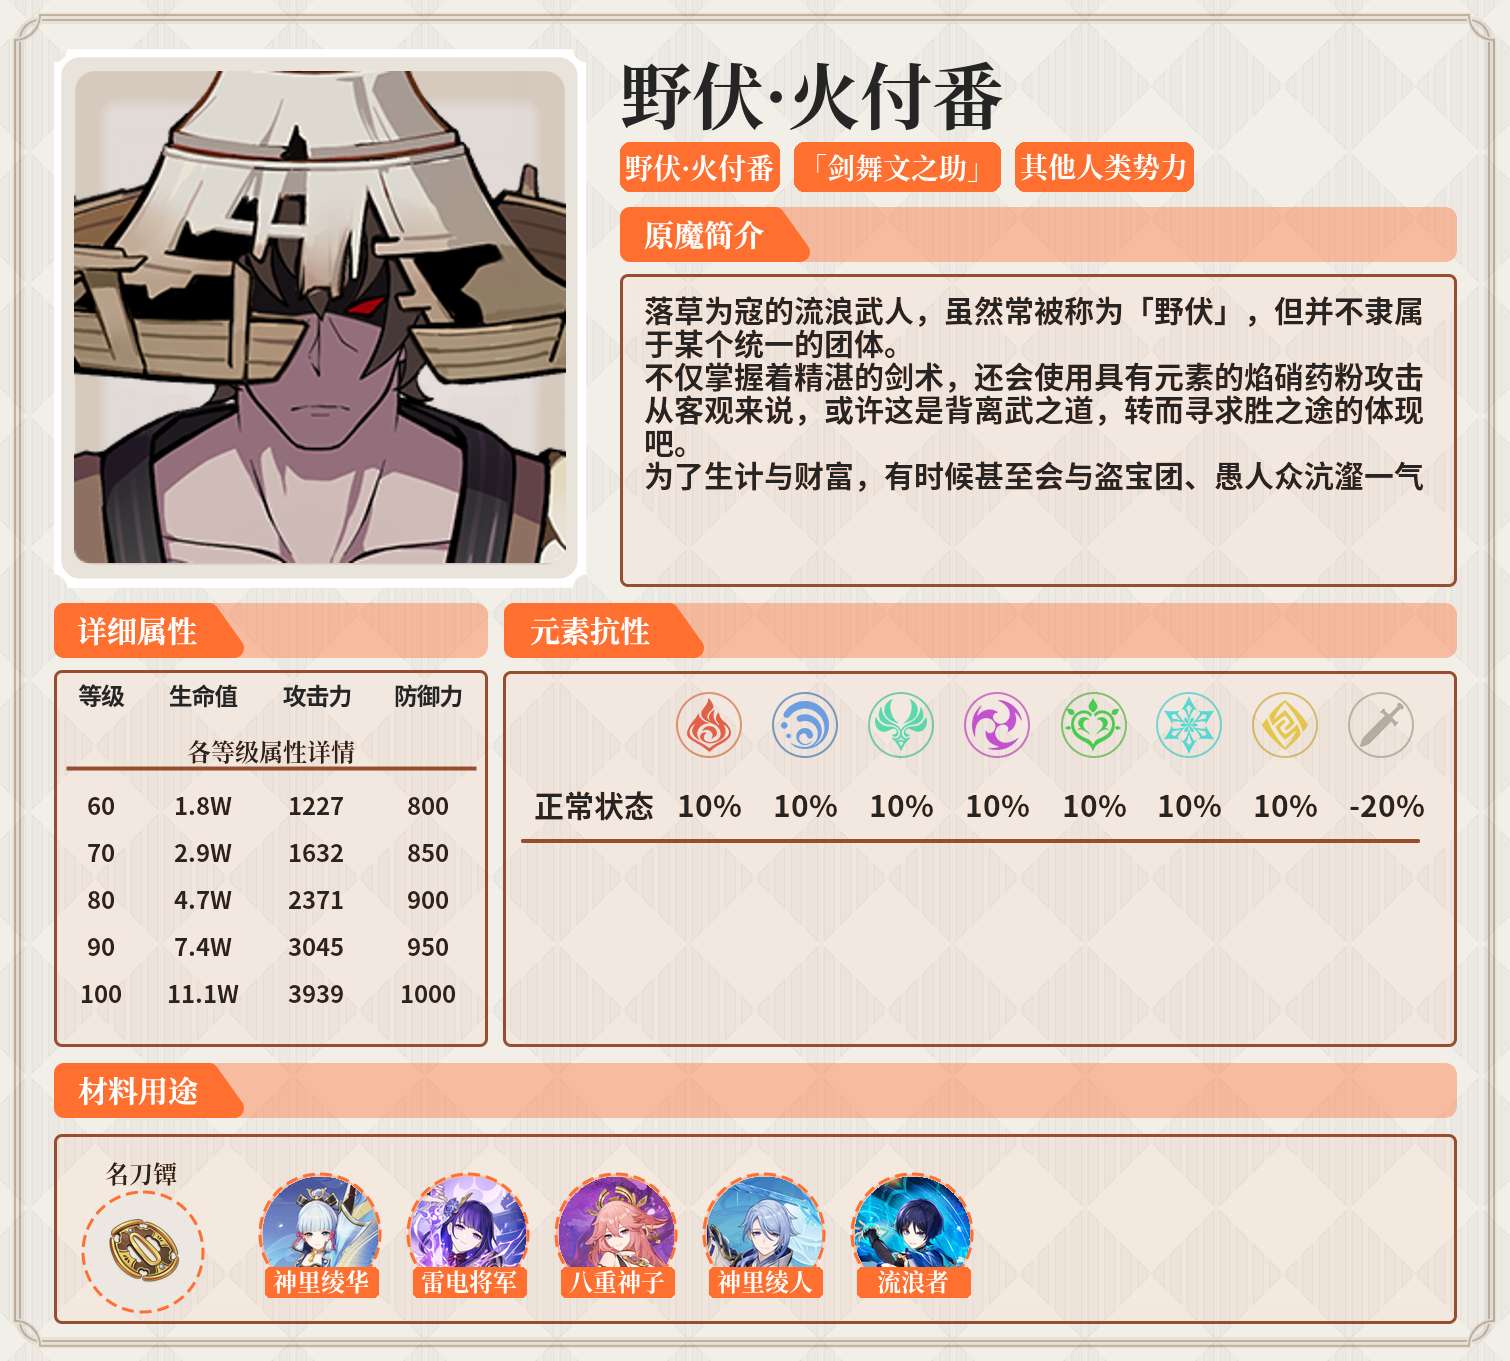 野伏·火付番
野伏·火付番 「剑舞文之助」 其他人类势力
原魔简介
落草为寇的流浪武人，虽然常被称为「野伏」，但并不隶属
于某个统一的团体。
不仅掌握着精湛的剑术，还会使用具有元素的焰硝药粉攻击
从客观来说，或许这是背离武之道，转而寻求胜之途的体现
吧。
为了生计与财富，有时候甚至会与盗宝团、愚人众沆瀣一气
详细属性
等级 生命值 攻击力 防御力
各等级属性详情
60 1.8W 1227 800
70 2.9W 1632 850
80 4.7W 2371 900
90 7.4W 3045 950
100 11.1W 3939 1000
元素抗性
正常状态 10% 10% 10% 10% 10% 10% 10% -20%
材料用途
名刀镡
神里绫华 雷电将军 八重神子 神里绫人 流浪者